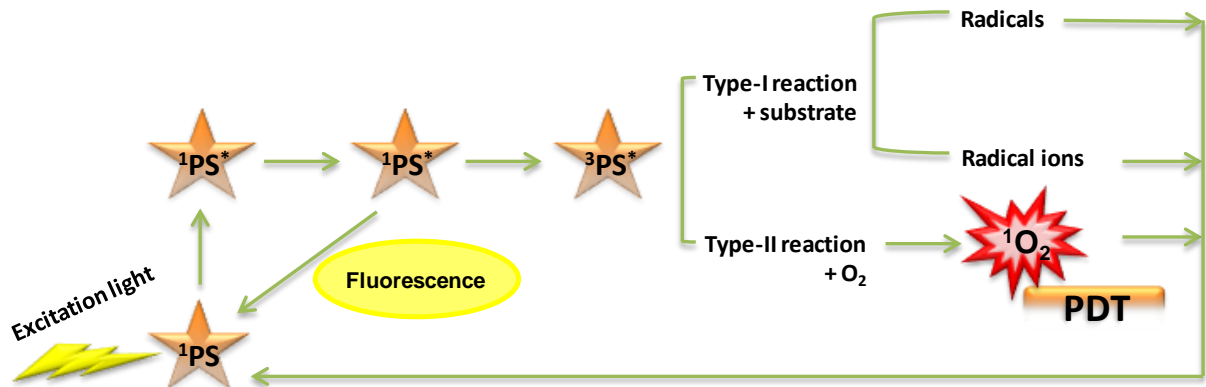 Radicals
Type-I reaction
+ substrate
¹PS*
¹PS*
³PS*
Radical ions
Type-II reaction
+ O₂
¹O₂
Fluorescence
PDT
Excitation light
¹PS